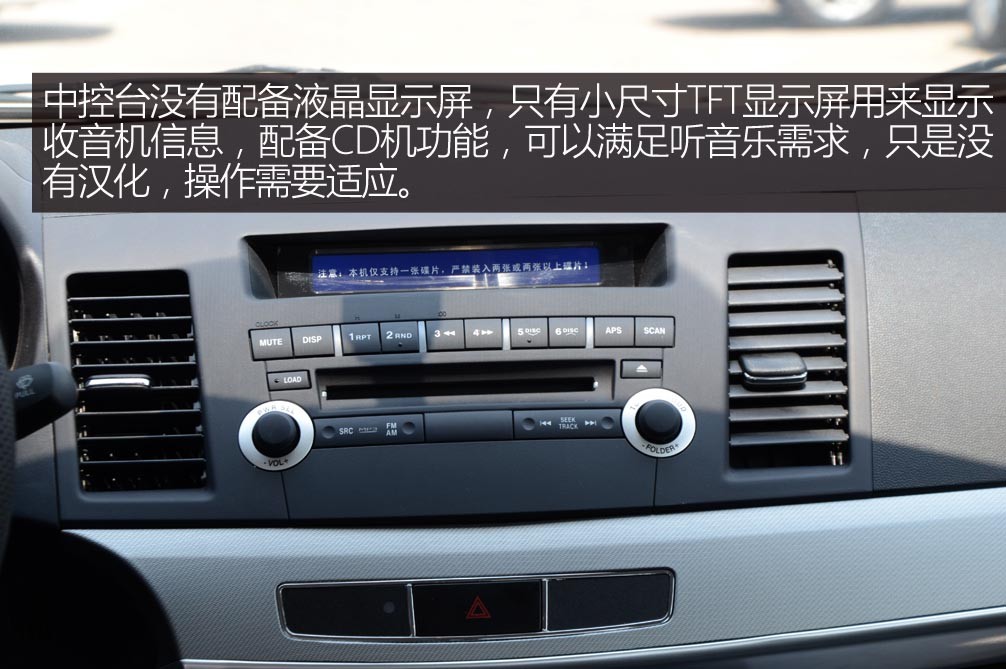 中控台没有配备液晶显示屏，只有小尺寸TFT显示屏用来显示
收音机信息，配备CD机功能，可以满足听音乐需求，只是没
有汉化，操作需要适应。
注意：本机仅支持一张碟片，严禁装入两张或两张以上碟片！
CLOCK
MUTE DISP 1 RPT 2 RND 3 4 5 DISC 6 DISC APS SCAN
LOAD
PWR SEL
SRC MP3 FM AM
SEEK TRACK
-VOL+
-FOLDER+
PULL